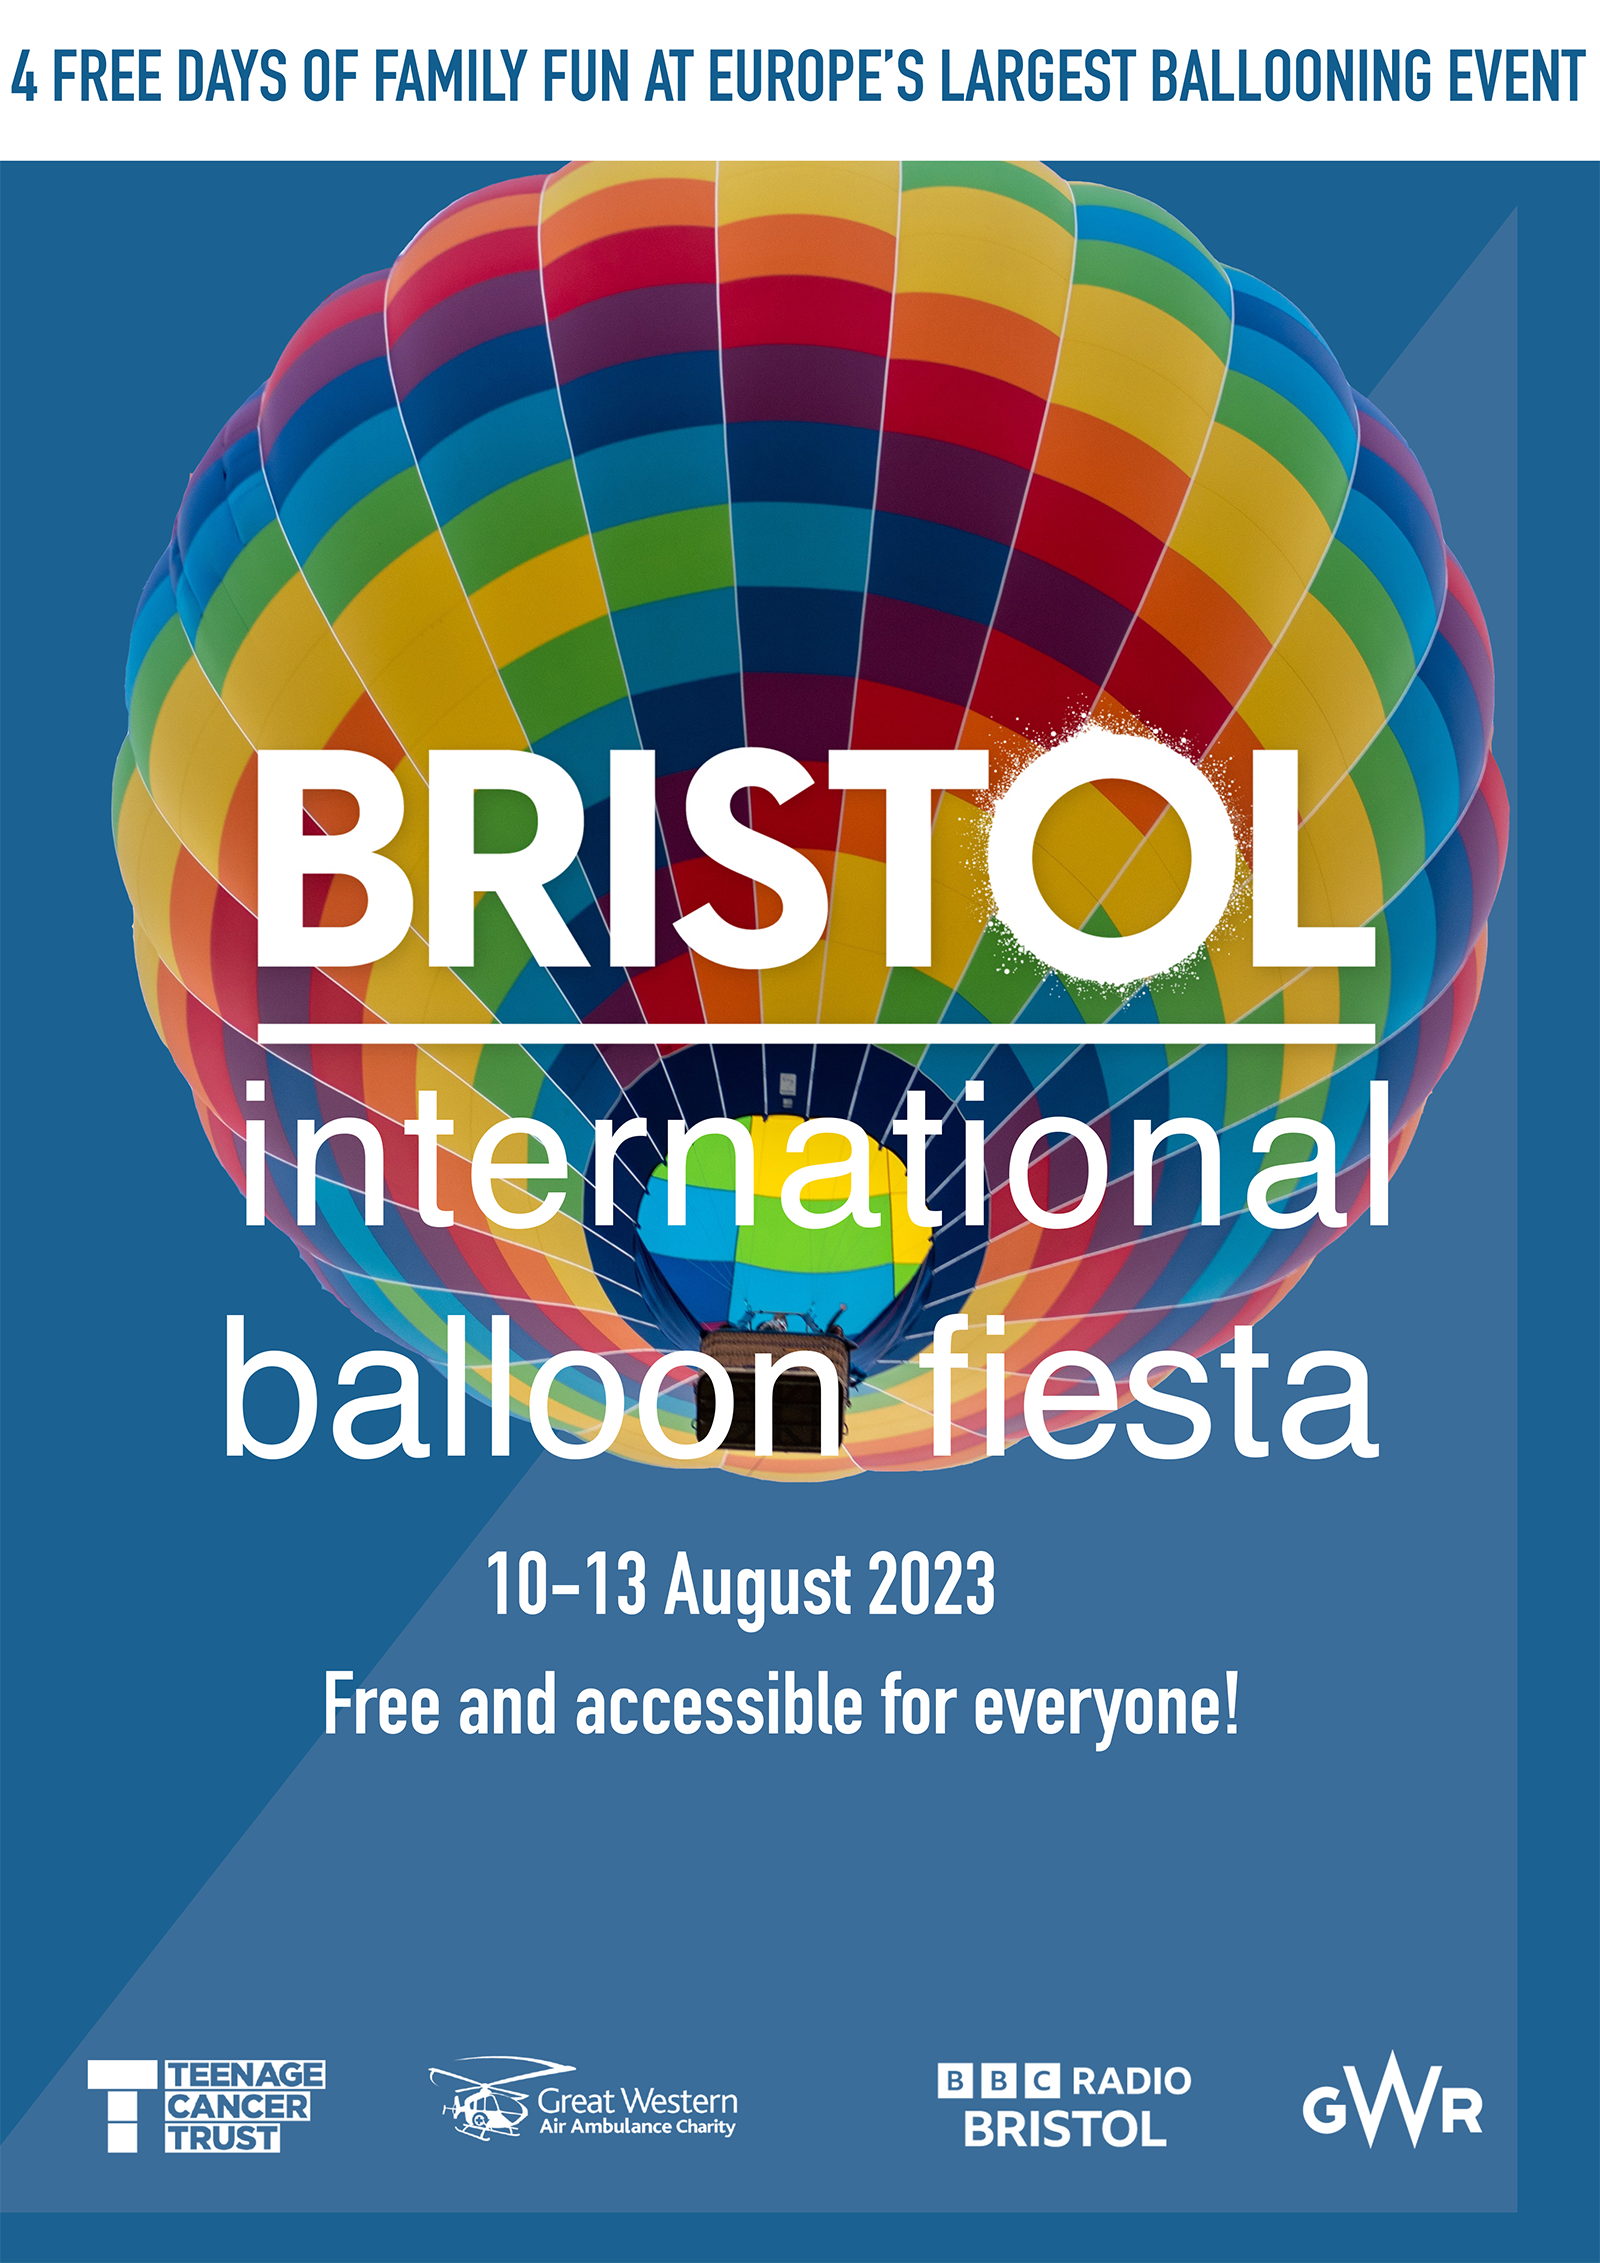 4 FREE DAYS OF FAMILY FUN AT EUROPE'S LARGEST BALLOONING EVENT
BRISTOL
international
balloon fiesta
10-13 August 2023
Free and accessible for everyone!
TEENAGE
CANCER
TRUST
Great Western
Air Ambulance Charity
BBC RADIO
BRISTOL
GWR